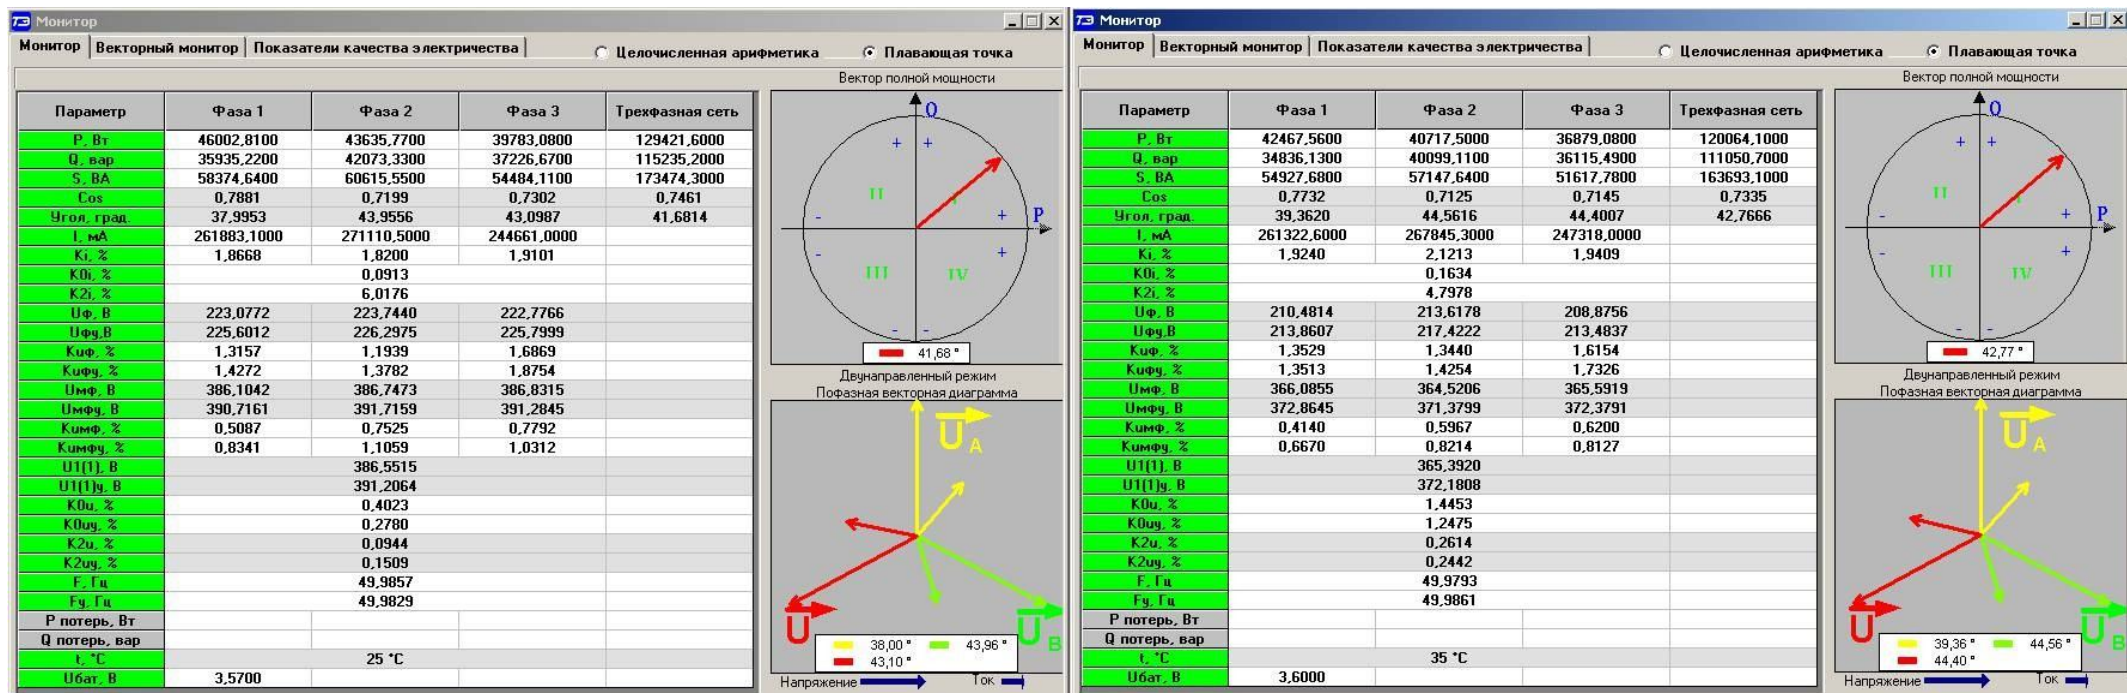 ТЭ Монитор
Монитор Векторный монитор Показатели качества электричества Целочисленная арифметика Плавающая точка
Вектор полной мощности
Параметр Фаза 1 Фаза 2 Фаза 3 Трехфазная сеть
P, Вт 46002,8100 43635,7700 39783,0800 129421,6000
Q, вар 35935,2200 42073,3300 37226,6700 115235,2000
S, ВА 58374,6400 60615,5500 54484,1100 173474,3000
Cos 0,7881 0,7199 0,7302 0,7461
Угол, град. 37,9953 43,9556 43,0987 41,6814
I, мА 261883,1000 271110,5000 244661,0000
Ki, % 1,8668 1,8200 1,9101
K0i, % 0,0913
K2i, % 6,0176
Uф, В 223,0772 223,7440 222,7766
Uфу,В 225,6012 226,2975 225,7999
Kuф, % 1,3157 1,1939 1,6869
Kuфу, % 1,4272 1,3782 1,8754
Uмф, В 386,1042 386,7473 386,8315
Uмфу, В 390,7161 391,7159 391,2845
Kuмф, % 0,5087 0,7525 0,7792
Kuмфу, % 0,8341 1,1059 1,0312
U1(1), В 386,5515
U1(1)у, В 391,2064
K0u, % 0,4023
K0uy, % 0,2780
K2u, % 0,0944
K2uy, % 0,1509
F, Гц 49,9857
Fy, Гц 49,9829
P потерь, Вт
Q потерь, вар
t, °C 25 °C
Uбат, В 3,5700
Q
+ +
II
- + P
- +
III IV
- -
41,68 °
Двунаправленный режим
Пофазная векторная диаграмма
U A
U
U B
38,00 ° 43,96 °
43,10 °
Напряжение Ток
ТЭ Монитор
Монитор Векторный монитор Показатели качества электричества Целочисленная арифметика Плавающая точка
Вектор полной мощности
Параметр Фаза 1 Фаза 2 Фаза 3 Трехфазная сеть
P, Вт 42467,5600 40717,5000 36879,0800 120064,1000
Q, вар 34836,1300 40099,1100 36115,4900 111050,7000
S, ВА 54927,6800 57147,6400 51617,7800 163693,1000
Cos 0,7732 0,7125 0,7145 0,7335
Угол, град. 39,3620 44,5616 44,4007 42,7666
I, мА 261322,6000 267845,3000 247318,0000
Ki, % 1,9240 2,1213 1,9409
K0i, % 0,1634
K2i, % 4,7978
Uф, В 210,4814 213,6178 208,8756
Uфу,В 213,8607 217,4222 213,4837
Kuф, % 1,3529 1,3440 1,6154
Kuфу, % 1,3513 1,4254 1,7326
Uмф, В 366,0855 364,5206 365,5919
Uмфу, В 372,8645 371,3799 372,3791
Kuмф, % 0,4140 0,5967 0,6200
Kuмфу, % 0,6670 0,8214 0,8127
U1(1), В 365,3920
U1(1)у, В 372,1808
K0u, % 1,4453
K0uy, % 1,2475
K2u, % 0,2614
K2uy, % 0,2442
F, Гц 49,9793
Fy, Гц 49,9861
P потерь, Вт
Q потерь, вар
t, °C 35 °C
Uбат, В 3,6000
Q
+ +
II
- + P
- +
III IV
- -
42,77 °
Двунаправленный режим
Пофазная векторная диаграмма
U A
U
U B
39,36 ° 44,56 °
44,40 °
Напряжение Ток